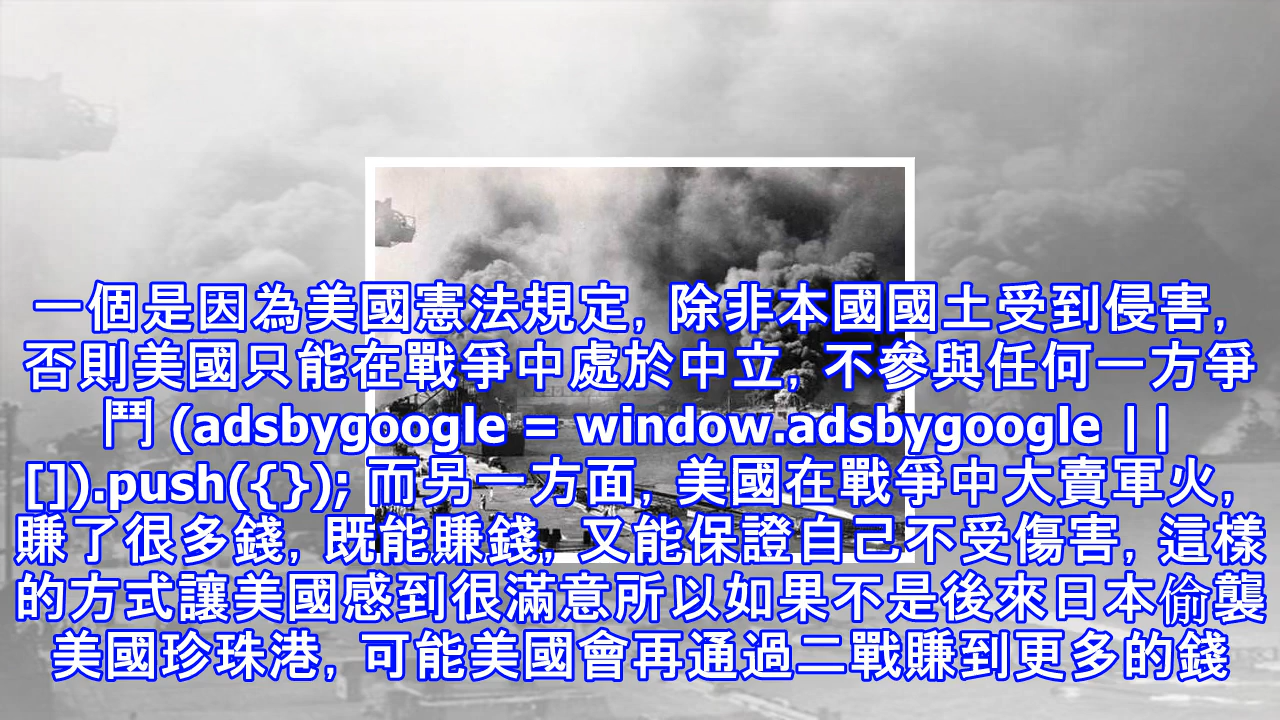 一個是因為美國憲法規定, 除非本國國土受到侵害,
否則美國只能在戰爭中處於中立, 不參與任何一方爭
鬥 (adsbygoogle = window.adsbygoogle ||
[]).push({}); 而另一方面, 美國在戰爭中大賣軍火,
賺了很多錢, 既能賺錢, 又能保證自己不受傷害, 這樣
的方式讓美國感到很滿意所以如果不是後來日本偷襲
美國珍珠港, 可能美國會再通過二戰賺到更多的錢